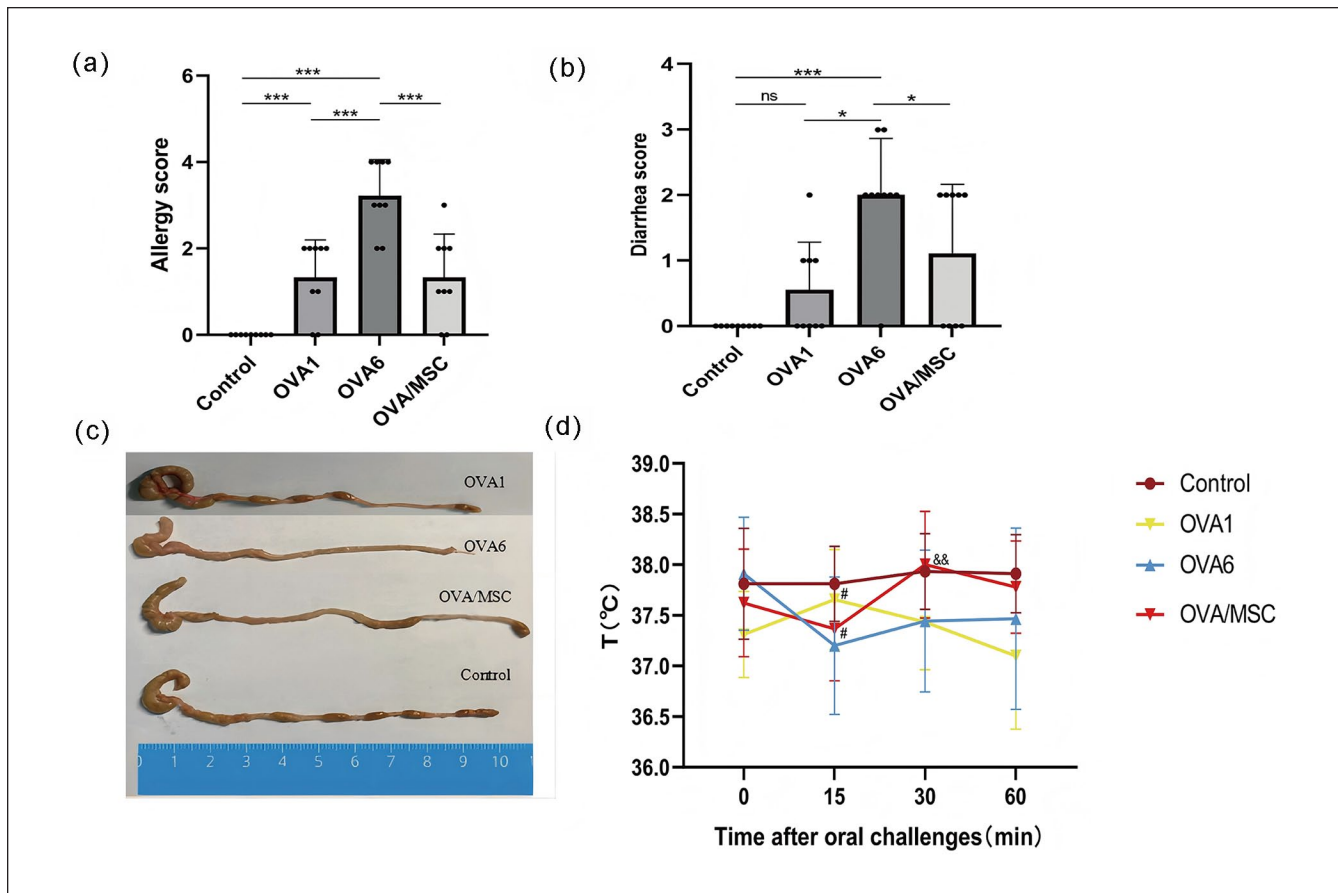 (a)
Allergy score
6
4
2
0
***
***
***
***
Control
OVA1
OVA6
OVA/MSC
(b)
Diarrhea score
4
3
2
1
0
***
ns
*
*
Control
OVA1
OVA6
OVA/MSC
(c)
OVA1
OVA6
OVA/MSC
Control
0 1 2 3 4 5 6 7 8 9 10
(d)
T(°C)
39.0
38.5
38.0
37.5
37.0
36.5
36.0
&&
#
#
0 15 30 60
Time after oral challenges(min)
Control
OVA1
OVA6
OVA/MSC